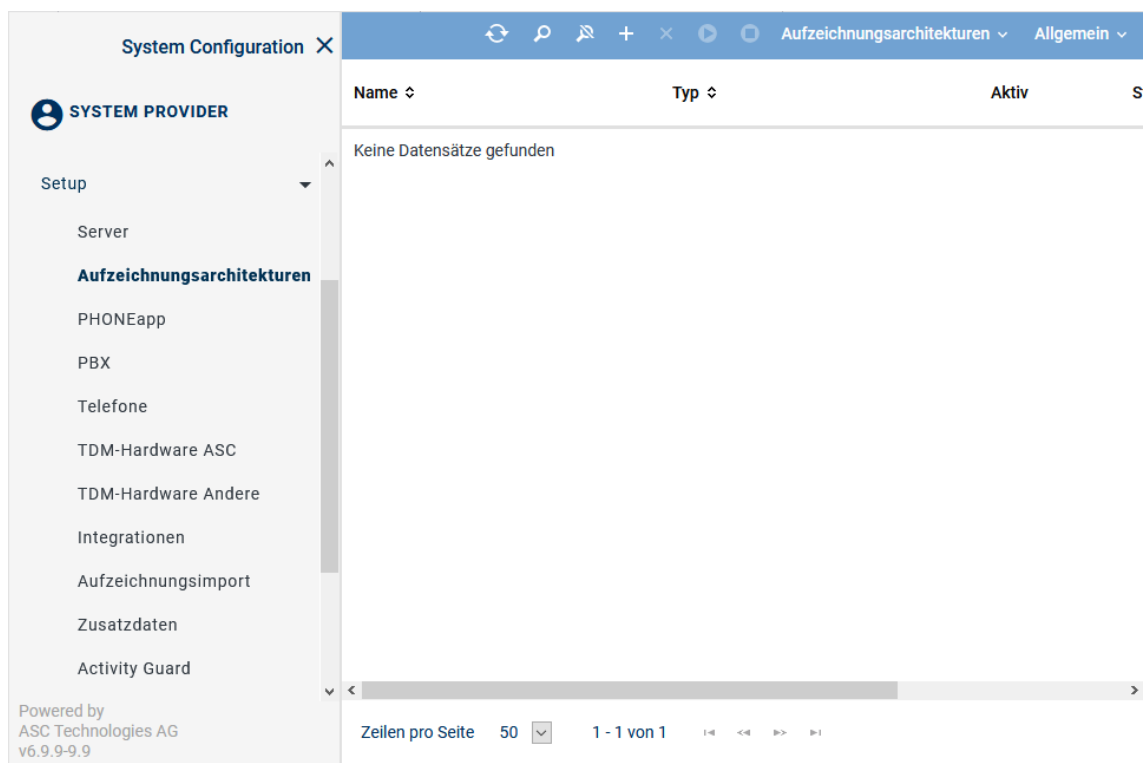 System Configuration
SYSTEM PROVIDER
Setup
Server
Aufzeichnungsarchitekturen
PHONEapp
PBX
Telefone
TDM-Hardware ASC
TDM-Hardware Andere
Integrationen
Aufzeichnungsimport
Zusatzdaten
Activity Guard
Powered by
ASC Technologies AG
v6.9.9-9.9
Aufzeichnungsarchitekturen Allgemein
Name Typ Aktiv
Keine Datensätze gefunden
Zeilen pro Seite 50 1 - 1 von 1